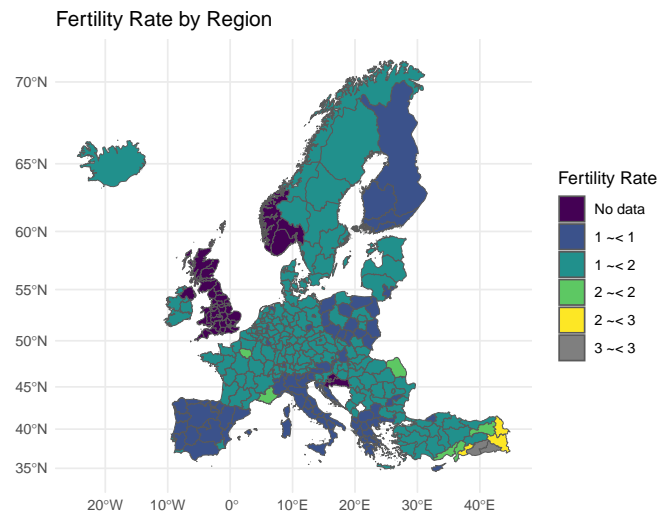 Fertility Rate by Region
70°N
65°N
60°N
55°N
50°N
45°N
40°N
35°N
20°W 10°W 0° 10°E 20°E 30°E 40°E
Fertility Rate
No data
1 ~< 1
1 ~< 2
2 ~< 2
2 ~< 3
3 ~< 3